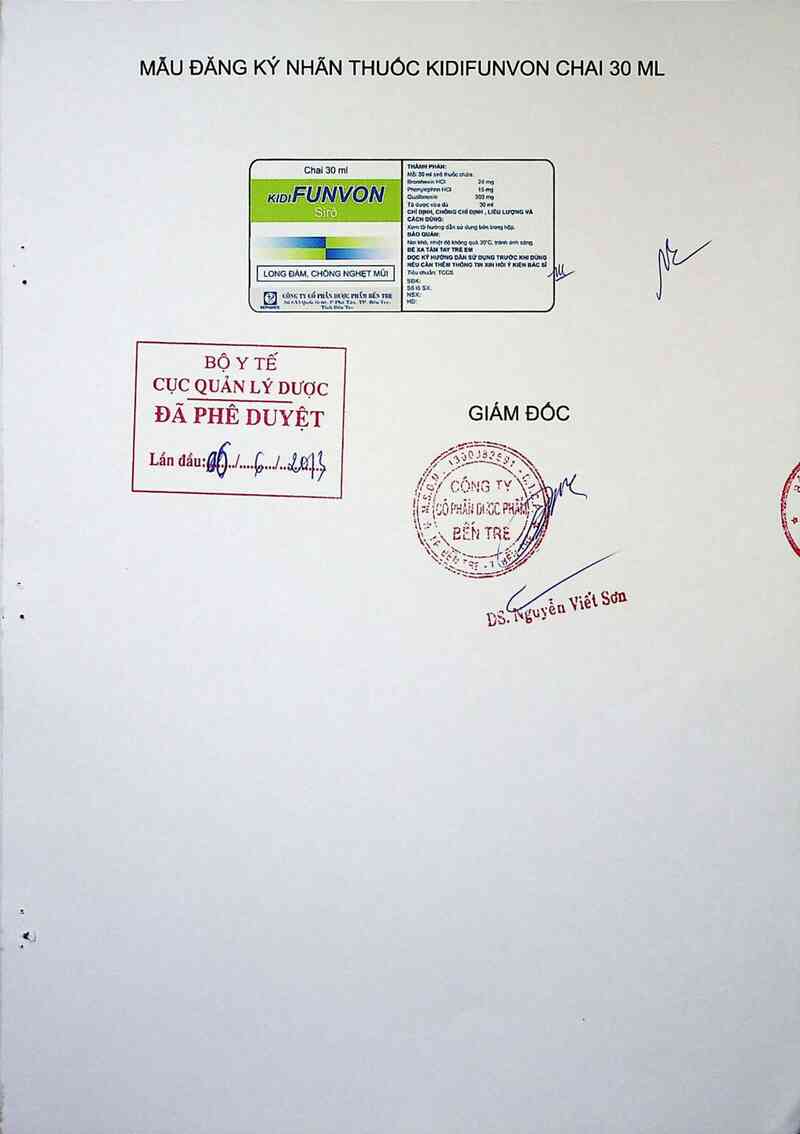 MẪU ĐĂNG KÝ NHÃN THUỐC KIDIFUNVON CHAI 30 ML
Chai 30 ml
KIDIFUNVON
Sirô
LONG ĐÀM, CHỐNG NGHẸT MŨI
CÔNG TY CỔ PHẦN DƯỢC PHẨM BẾN TRE
THÀNH PHẦN:
Mỗi 30 ml sirô thuốc chứa:
Bromhexin HCl 24 mg
Phenylephrin HCl 15 mg
Guaifenesin 300 mg
Tá dược vừa đủ 30 ml
CHỈ ĐỊNH, CHỐNG CHỈ ĐỊNH, LIỀU LƯỢNG VÀ
CÁCH DÙNG:
Xem tờ hướng dẫn sử dụng bên trong hộp.
BẢO QUẢN:
Nơi khô, nhiệt độ không quá 30°C, tránh ánh sáng.
ĐỂ XA TẦM TAY TRẺ EM
ĐỌC KỸ HƯỚNG DẪN SỬ DỤNG TRƯỚC KHI DÙNG
NẾU CẦN THÊM THÔNG TIN XIN HỎI Ý KIẾN BÁC SĨ
Tiêu chuẩn: TCCS
SĐK:
Số lô SX:
NSX:
HD:
BỘ Y TẾ
CỤC QUẢN LÝ DƯỢC
ĐÃ PHÊ DUYỆT
Lần đầu:06/6/2013
GIÁM ĐỐC
CÔNG TY
CỔ PHẦN DƯỢC PHẨM
BẾN TRE
DS. Nguyễn Viết Sơn